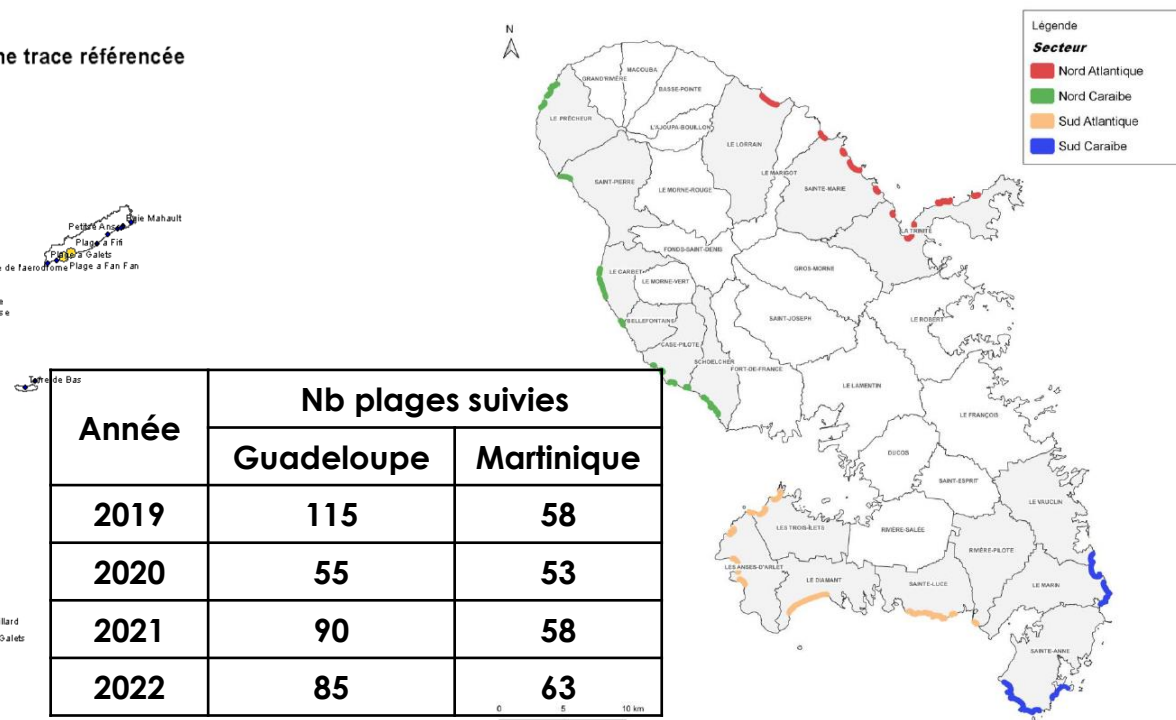 ne trace référencée
Petite Anse
Baie Mahault
Plage a Fifi
Plage a Galets
e de l'aerodrome
Plage a Fan Fan
e
se
Terre de Bas
llard
Galets
N
Légende
Secteur
Nord Atlantique
Nord Caraibe
Sud Atlantique
Sud Caraibe
MACOUBA
GRAND'RIVIÈRE
BASSE-POINTE
LE PRÊCHEUR
L'AJOUPA-BOUILLON
LE LORRAIN
LE MARIGOT
SAINT-PIERRE
LE MORNE-ROUGE
SAINTE-MARIE
LA TRINITÉ
FONDS-SAINT-DENIS
LE CARBET
LE MORNE-VERT
GROS-MORNE
BELLEFONTAINE
SAINT-JOSEPH
LE ROBERT
CASE-PILOTE
SCHOELCHER
FORT-DE-FRANCE
LE LAMENTIN
LE FRANÇOIS
DUCOS
SAINT-ESPRIT
LE VAUCLIN
LES TROIS-ÎLETS
RIVIÈRE-SALÉE
RIVIÈRE-PILOTE
LES ANSES-D'ARLET
LE DIAMANT
SAINTE-LUCE
LE MARIN
SAINTE-ANNE
Année
Nb plages suivies
Guadeloupe
Martinique
2019 115 58
2020 55 53
2021 90 58
2022 85 63
0 5 10 km